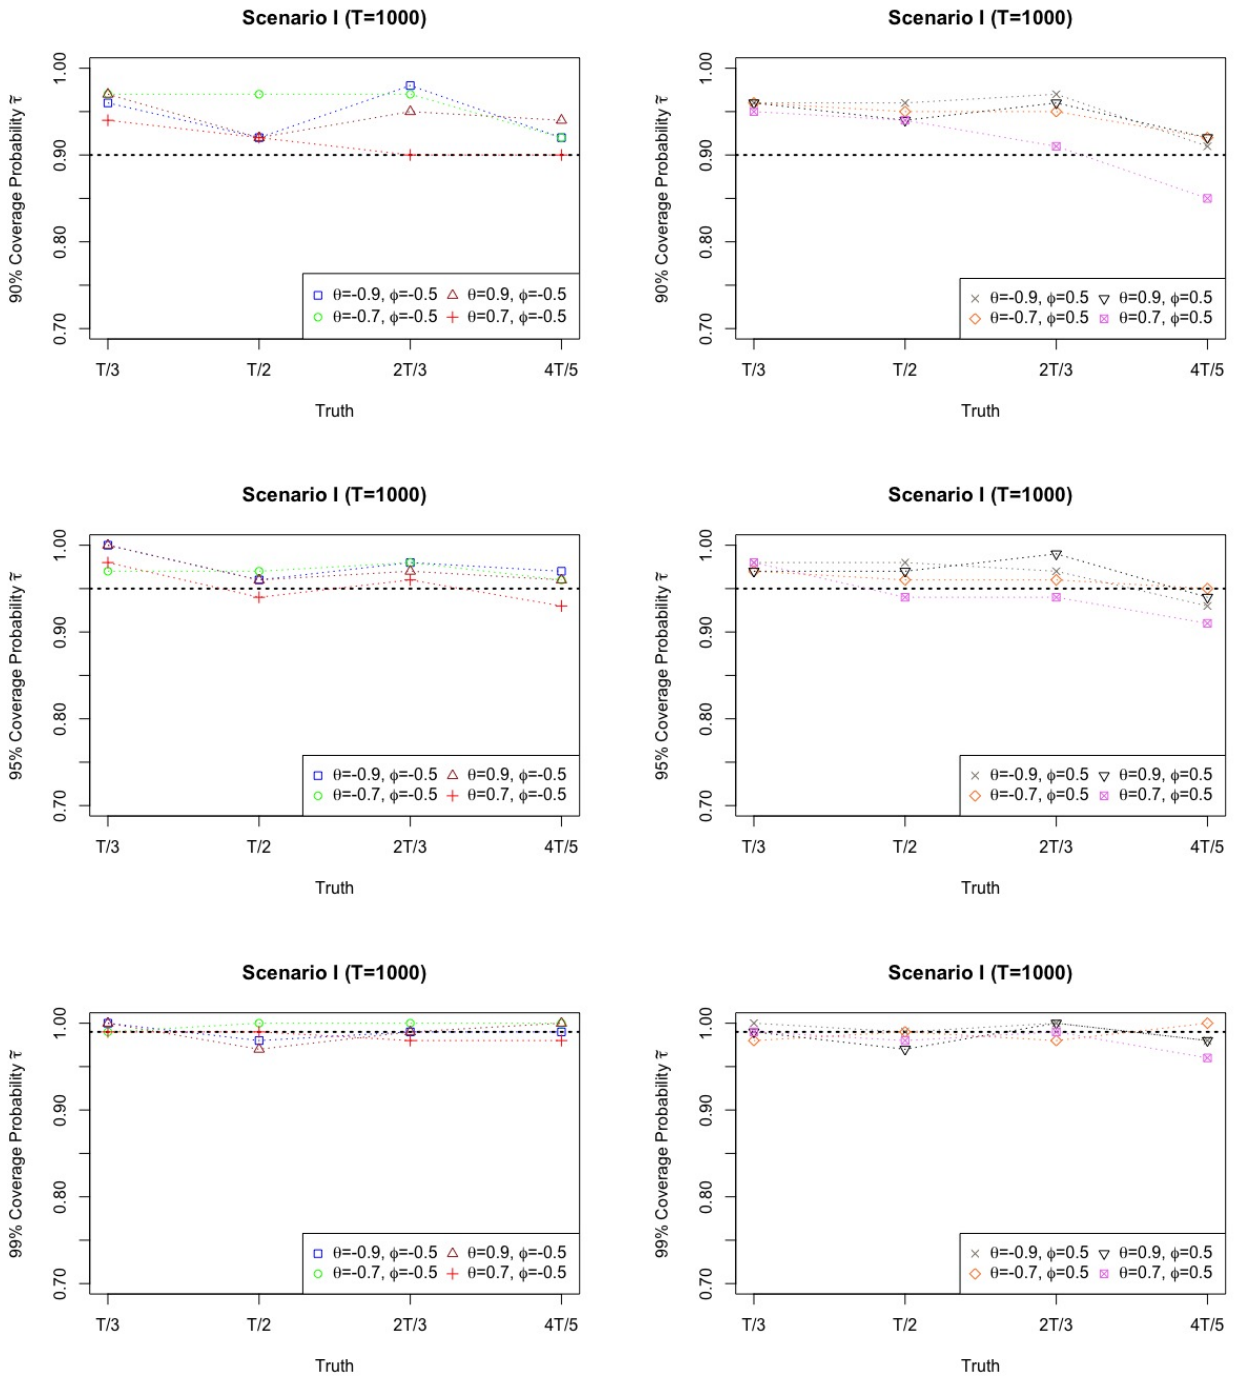 Scenario I (T=1000)
90% Coverage Probability τ̃
1.00
0.90
0.80
0.70
θ=-0.9, ϕ=-0.5 θ=0.9, ϕ=-0.5
θ=-0.7, ϕ=-0.5 θ=0.7, ϕ=-0.5
T/3 T/2 2T/3 4T/5
Truth
Scenario I (T=1000)
90% Coverage Probability τ̃
1.00
0.90
0.80
0.70
θ=-0.9, ϕ=0.5 θ=0.9, ϕ=0.5
θ=-0.7, ϕ=0.5 θ=0.7, ϕ=0.5
T/3 T/2 2T/3 4T/5
Truth
Scenario I (T=1000)
95% Coverage Probability τ̃
1.00
0.90
0.80
0.70
θ=-0.9, ϕ=-0.5 θ=0.9, ϕ=-0.5
θ=-0.7, ϕ=-0.5 θ=0.7, ϕ=-0.5
T/3 T/2 2T/3 4T/5
Truth
Scenario I (T=1000)
95% Coverage Probability τ̃
1.00
0.90
0.80
0.70
θ=-0.9, ϕ=0.5 θ=0.9, ϕ=0.5
θ=-0.7, ϕ=0.5 θ=0.7, ϕ=0.5
T/3 T/2 2T/3 4T/5
Truth
Scenario I (T=1000)
99% Coverage Probability τ̃
1.00
0.90
0.80
0.70
θ=-0.9, ϕ=-0.5 θ=0.9, ϕ=-0.5
θ=-0.7, ϕ=-0.5 θ=0.7, ϕ=-0.5
T/3 T/2 2T/3 4T/5
Truth
Scenario I (T=1000)
99% Coverage Probability τ̃
1.00
0.90
0.80
0.70
θ=-0.9, ϕ=0.5 θ=0.9, ϕ=0.5
θ=-0.7, ϕ=0.5 θ=0.7, ϕ=0.5
T/3 T/2 2T/3 4T/5
Truth